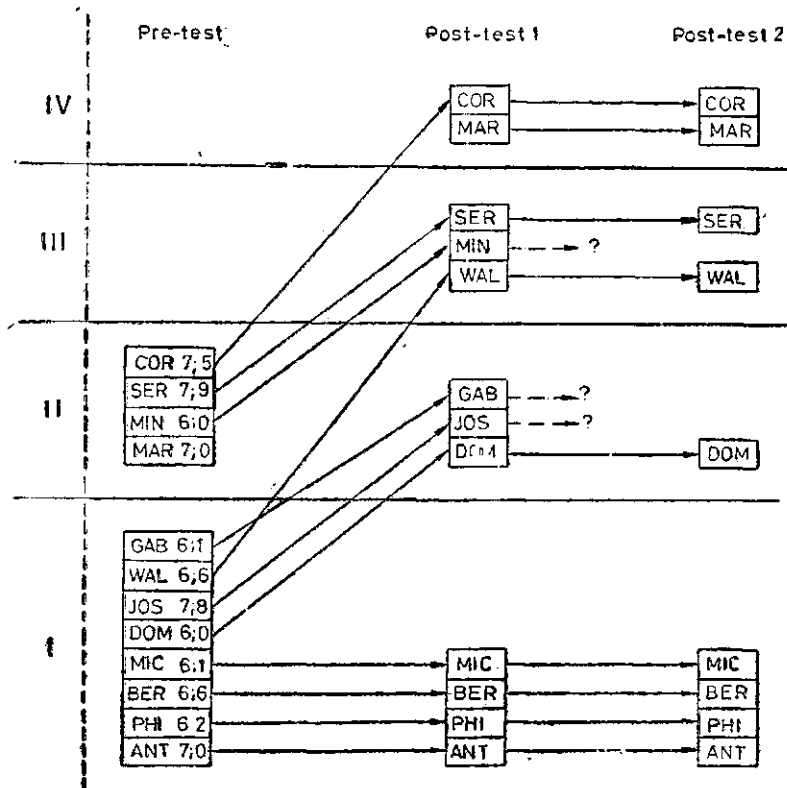 Pre-test Post-test 1 Post-test 2
IV
COR COR
MAR MAR
III
SER SER
MIN ?
WAL WAL
II
COR 7;5
SER 7;9
MIN 6;0
MAR 7;0
GAB ?
JOS ?
DOM DOM
I
GAB 6;1
WAL 6;6
JOS 7;8
DOM 6;0
MIC 6;1 MIC MIC
BER 6;6 BER BER
PHI 6 2 PHI PHI
ANT 7;0 ANT ANT